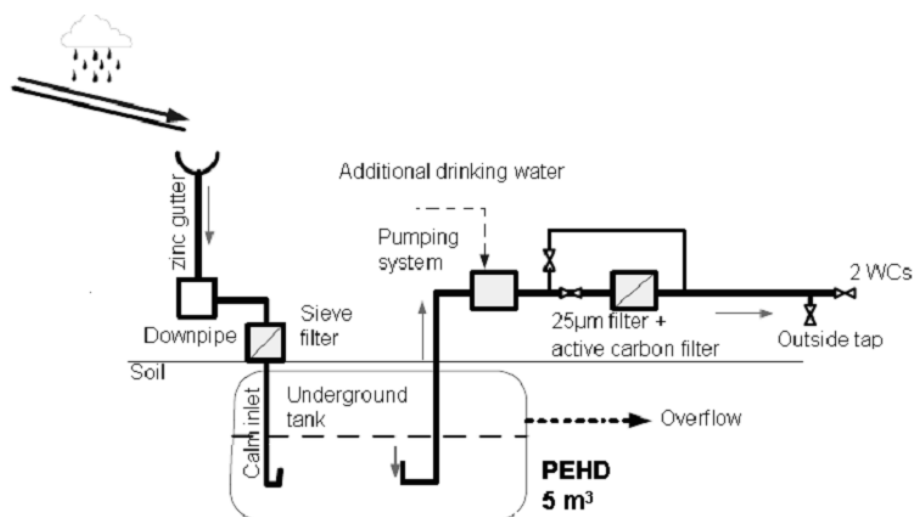 Additional drinking water
zinc gutter
Pumping
system
2 WCs
Downpipe
Sieve
filter
25µm filter +
active carbon filter
Outside tap
Soil
Calm inlet
Underground
tank
Overflow
PEHD
5 m³